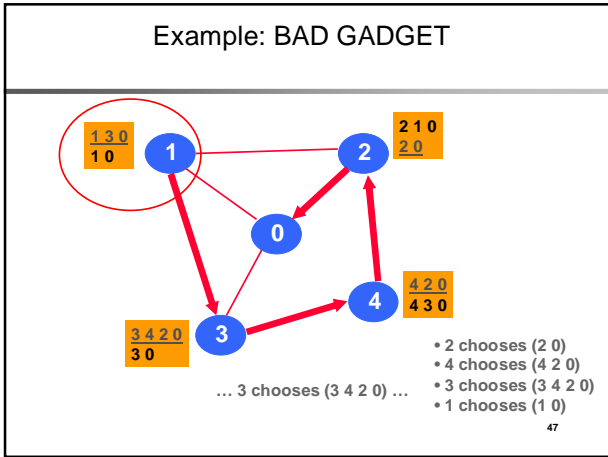 Example: BAD GADGET
1 3 0
1 0
1
2
2 1 0
2 0
0
4
4 2 0
4 3 0
3
3 4 2 0
3 0
… 3 chooses (3 4 2 0) …
• 2 chooses (2 0)
• 4 chooses (4 2 0)
• 3 chooses (3 4 2 0)
• 1 chooses (1 0)
47